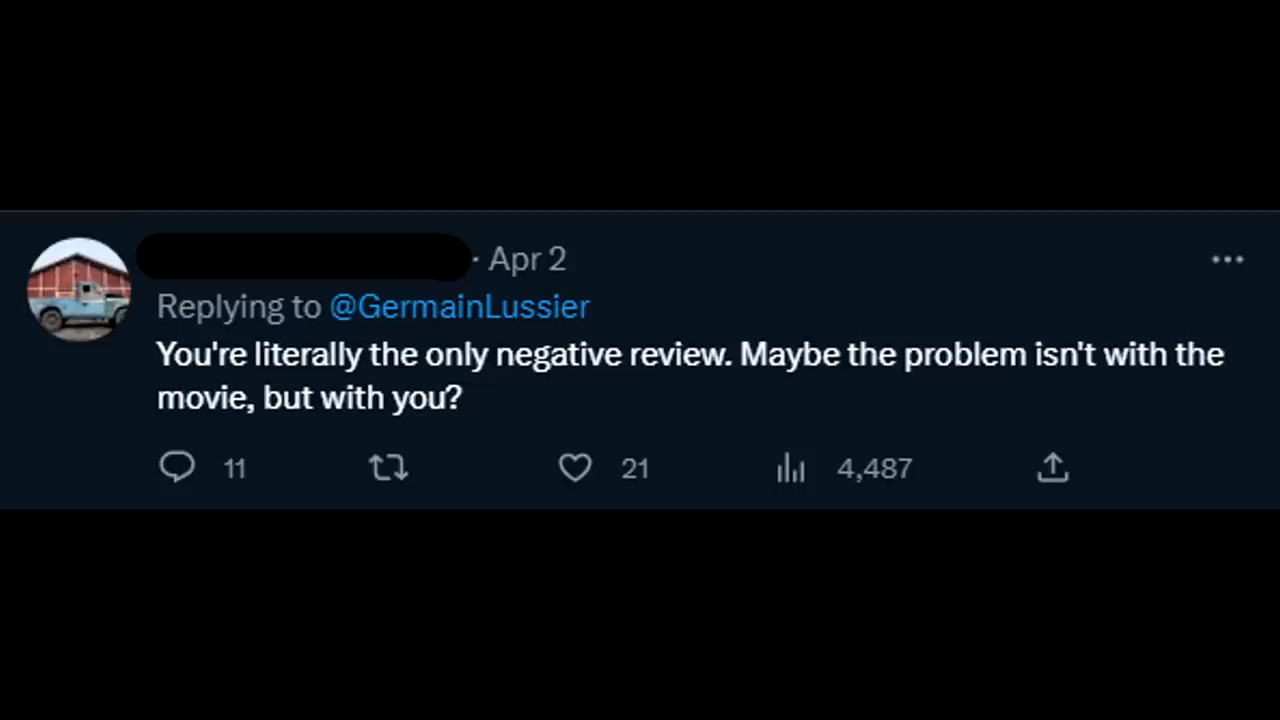 · Apr 2
Replying to @GermainLussier
You're literally the only negative review. Maybe the problem isn't with the
movie, but with you?
11 21 4,487